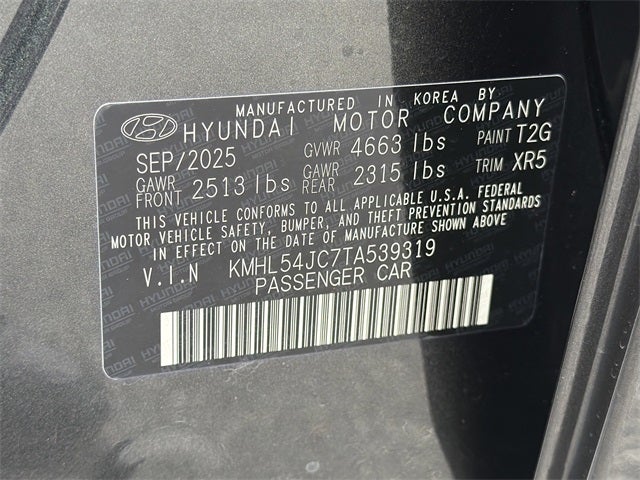 MANUFACTURED IN KOREA BY
HYUNDAI MOTOR COMPANY
SEP/2025 GVWR 4663 lbs PAINT T2G
GAWR FRONT 2513 lbs GAWR REAR 2315 lbs TRIM XR5
THIS VEHICLE CONFORMS TO ALL APPLICABLE U.S.A. FEDERAL
MOTOR VEHICLE SAFETY, BUMPER, AND THEFT PREVENTION STANDARDS
IN EFFECT ON THE DATE OF MANUFACTURE SHOWN ABOVE
V.I.N KMHL54JC7TA539319
PASSENGER CAR